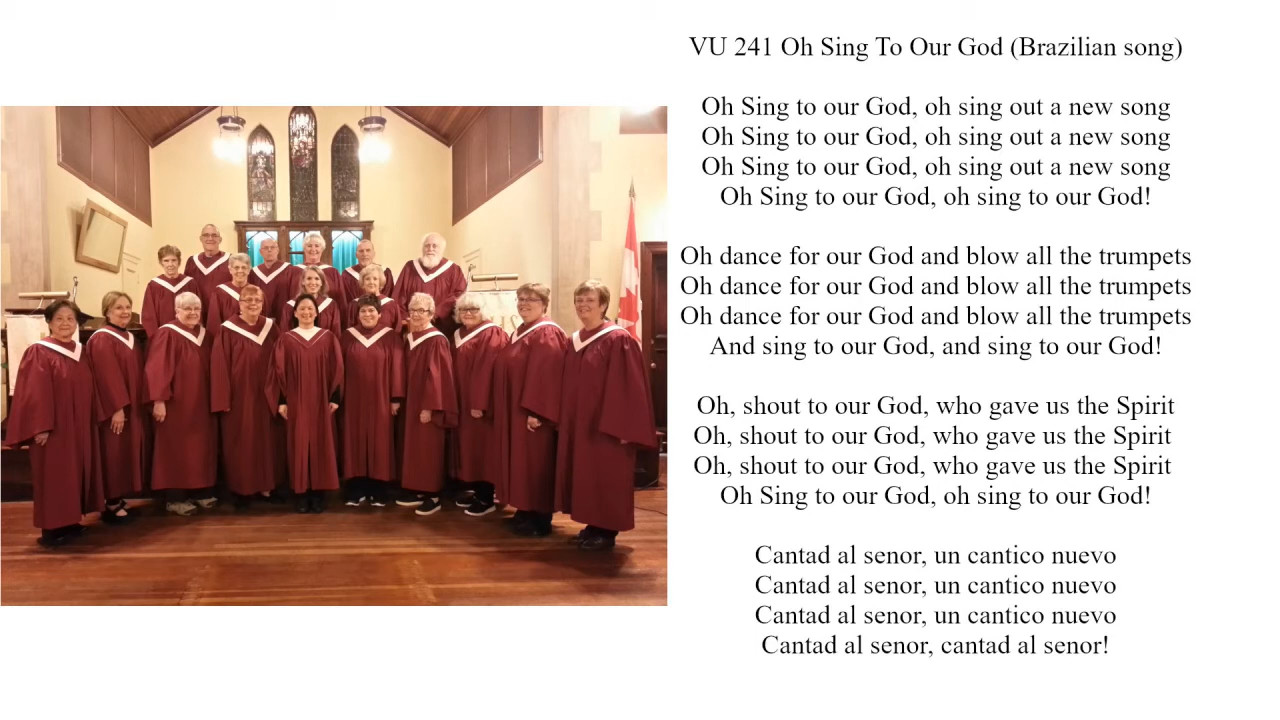 VU 241 Oh Sing To Our God (Brazilian song)
Oh Sing to our God, oh sing out a new song
Oh Sing to our God, oh sing out a new song
Oh Sing to our God, oh sing out a new song
Oh Sing to our God, oh sing to our God!
Oh dance for our God and blow all the trumpets
Oh dance for our God and blow all the trumpets
Oh dance for our God and blow all the trumpets
And sing to our God, and sing to our God!
Oh, shout to our God, who gave us the Spirit
Oh, shout to our God, who gave us the Spirit
Oh, shout to our God, who gave us the Spirit
Oh Sing to our God, oh sing to our God!
Cantad al senor, un cantico nuevo
Cantad al senor, un cantico nuevo
Cantad al senor, un cantico nuevo
Cantad al senor, cantad al senor!